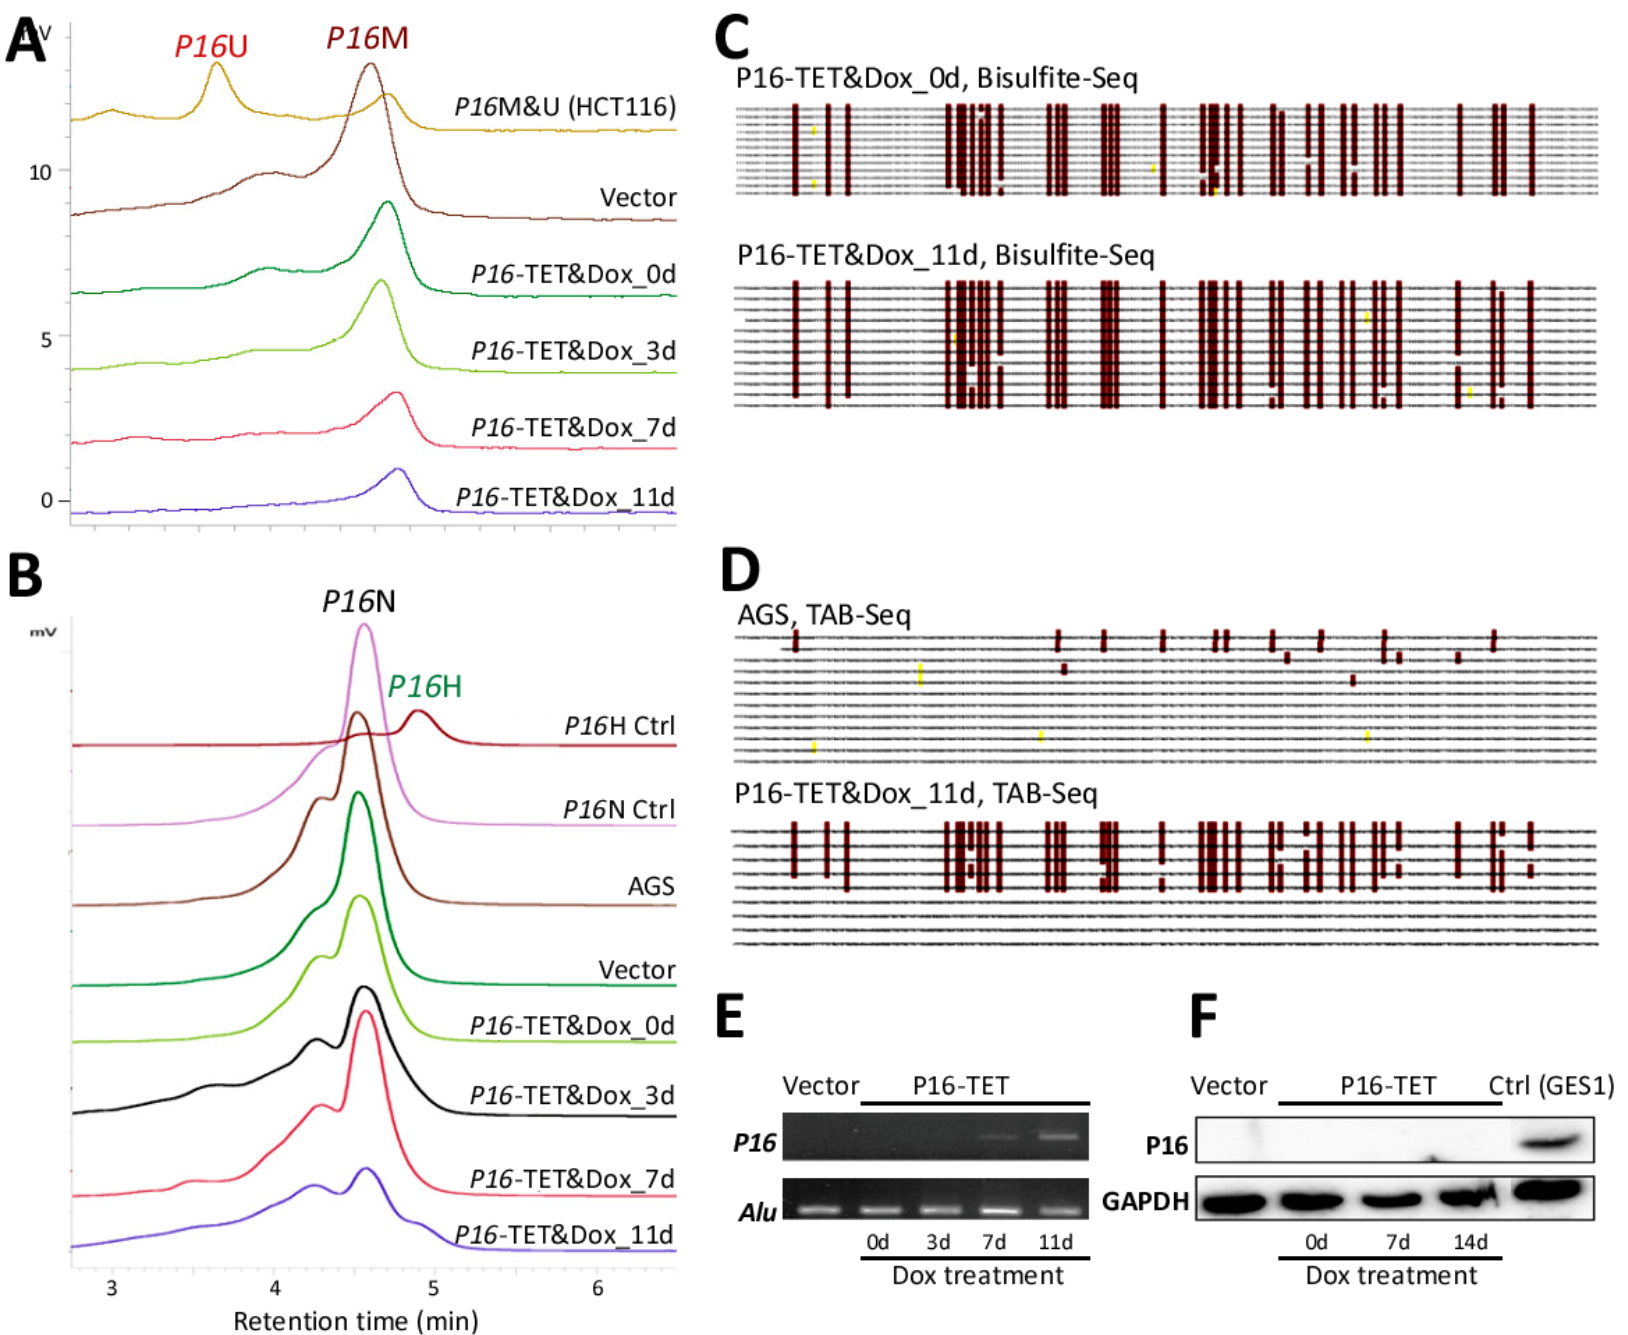 A
mV
P16U
P16M
P16M&U (HCT116)
10
Vector
P16-TET&Dox_0d
5
P16-TET&Dox_3d
P16-TET&Dox_7d
0
P16-TET&Dox_11d
B
mV
P16N
P16H
P16H Ctrl
P16N Ctrl
AGS
Vector
P16-TET&Dox_0d
P16-TET&Dox_3d
P16-TET&Dox_7d
P16-TET&Dox_11d
3 4 5 6
Retention time (min)
C
P16-TET&Dox_0d, Bisulfite-Seq
P16-TET&Dox_11d, Bisulfite-Seq
D
AGS, TAB-Seq
P16-TET&Dox_11d, TAB-Seq
E
Vector P16-TET
P16
Alu
0d 3d 7d 11d
Dox treatment
F
Vector P16-TET Ctrl (GES1)
P16
GAPDH
0d 7d 14d
Dox treatment